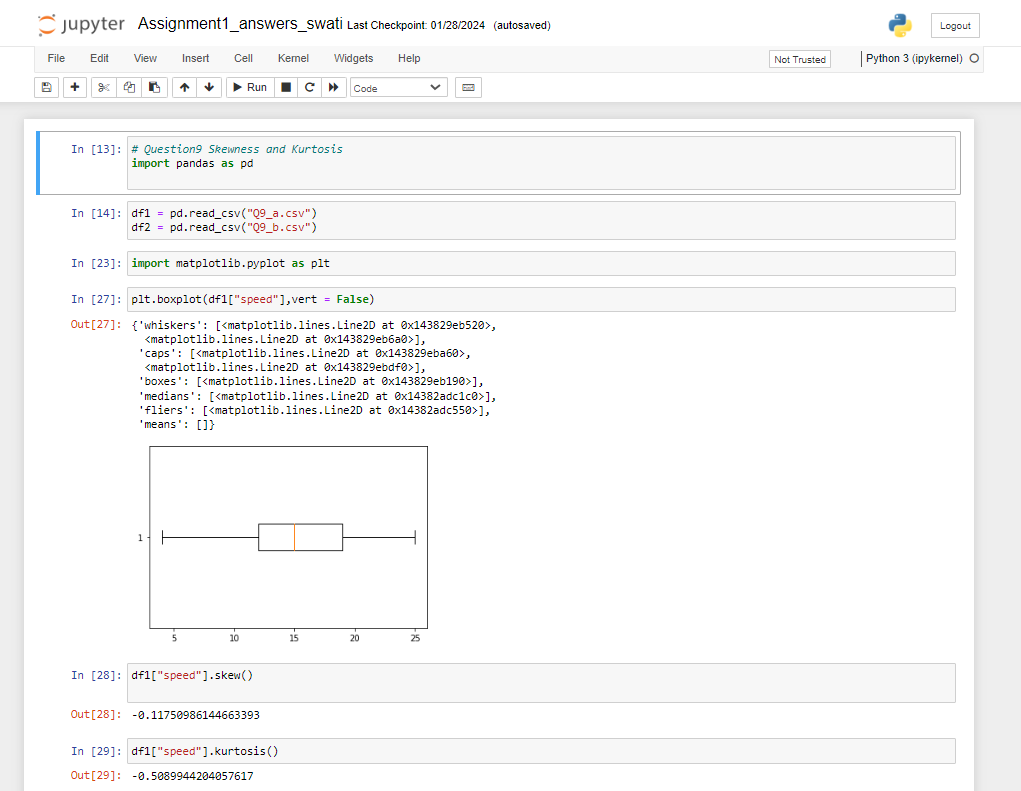 jupyter Assignment1_answers_swati Last Checkpoint: 01/28/2024 (autosaved)
Logout
File Edit View Insert Cell Kernel Widgets Help
Not Trusted
Python 3 (ipykernel)
Run
Code
In [13]: # Question9 Skewness and Kurtosis
import pandas as pd
In [14]: df1 = pd.read_csv("Q9_a.csv")
df2 = pd.read_csv("Q9_b.csv")
In [23]: import matplotlib.pyplot as plt
In [27]: plt.boxplot(df1["speed"],vert = False)
Out[27]: {'whiskers': [<matplotlib.lines.Line2D at 0x143829eb520>,
<matplotlib.lines.Line2D at 0x143829eb6a0>],
'caps': [<matplotlib.lines.Line2D at 0x143829eba60>,
<matplotlib.lines.Line2D at 0x143829ebdf0>],
'boxes': [<matplotlib.lines.Line2D at 0x143829eb190>],
'medians': [<matplotlib.lines.Line2D at 0x14382adc1c0>],
'fliers': [<matplotlib.lines.Line2D at 0x14382adc550>],
'means': []}
1
5 10 15 20 25
In [28]: df1["speed"].skew()
Out[28]: -0.11750986144663393
In [29]: df1["speed"].kurtosis()
Out[29]: -0.5089944204057617